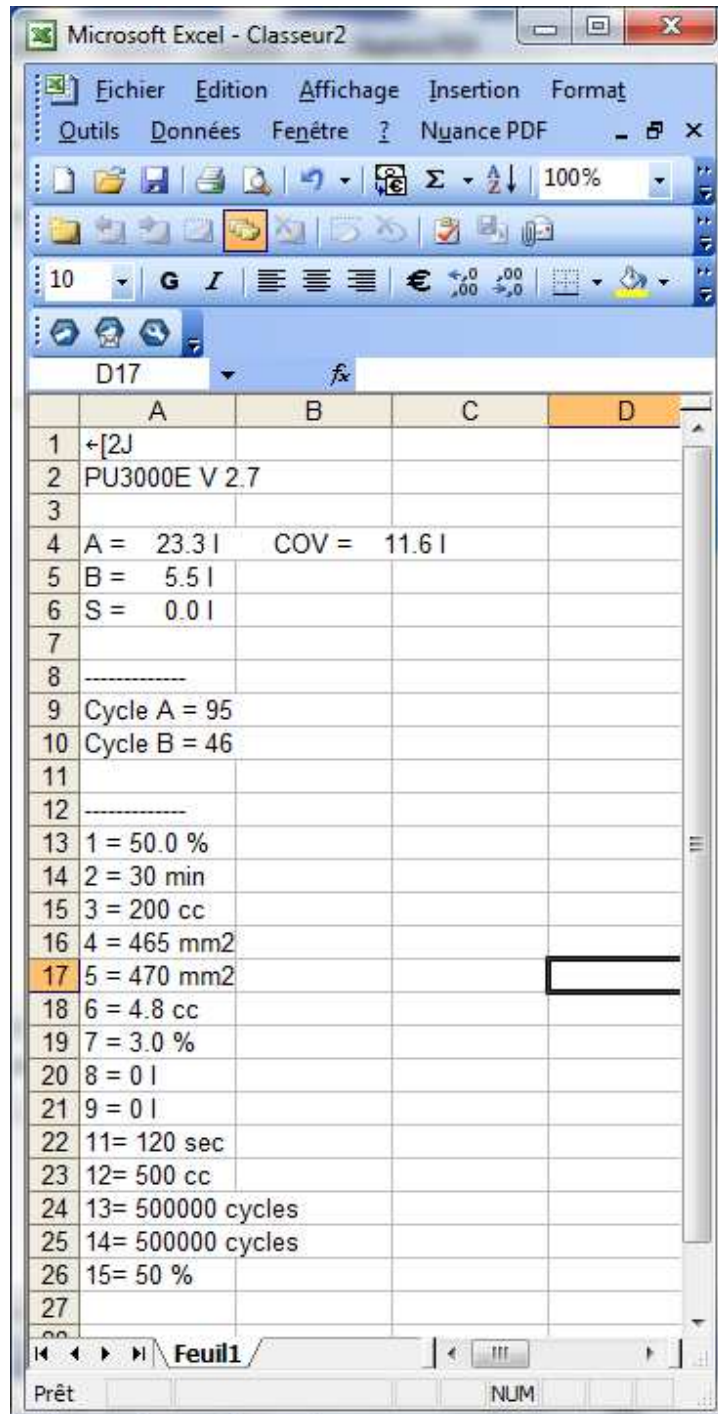 Microsoft Excel - Classeur2
Fichier Edition Affichage Insertion Format
Outils Données Fenêtre ? Nuance PDF
Σ 100%
10 G I € ,00 ,00
D17 fx
A B C D
1 ←[2J
2 PU3000E V 2.7
3
4 A = 23.3 l COV = 11.6 l
5 B = 5.5 l
6 S = 0.0 l
7
8 -------------
9 Cycle A = 95
10 Cycle B = 46
11
12 -------------
13 1 = 50.0 %
14 2 = 30 min
15 3 = 200 cc
16 4 = 465 mm2
17 5 = 470 mm2
18 6 = 4.8 cc
19 7 = 3.0 %
20 8 = 0 l
21 9 = 0 l
22 11= 120 sec
23 12= 500 cc
24 13= 500000 cycles
25 14= 500000 cycles
26 15= 50 %
27
Feuil1
Prêt NUM